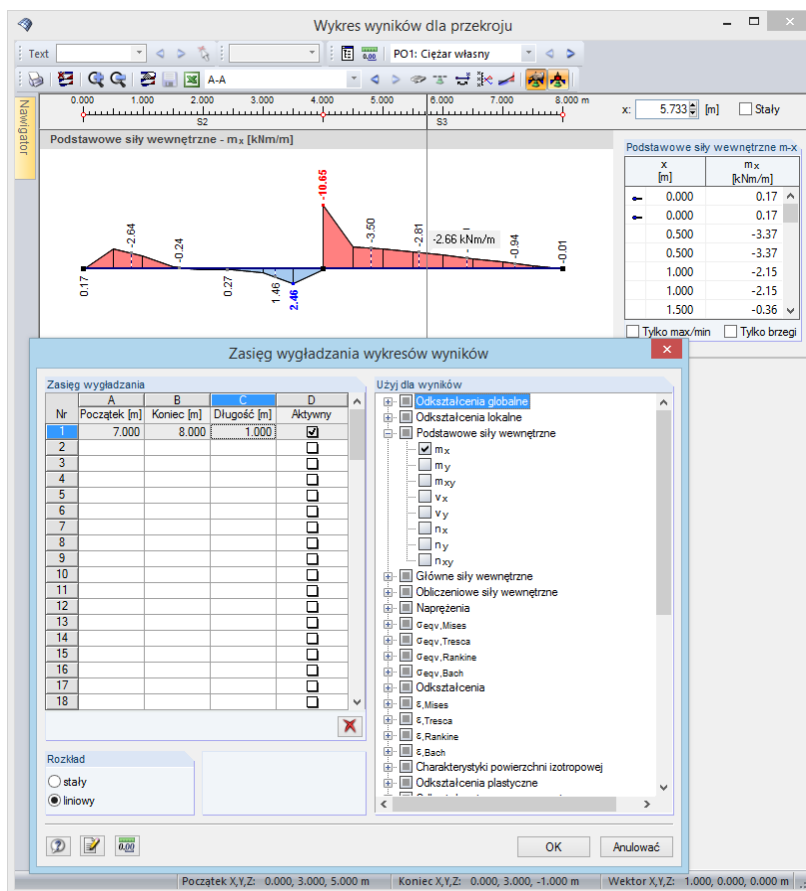 Wykres wyników dla przekroju
Text
PO1: Ciężar własny
A-A
Nawigator
0.000 1.000 2.000 3.000 4.000 5.000 6.000 7.000 8.000 m
S2 S3
x: 5.733 [m] Stały
Podstawowe siły wewnętrzne - mx [kNm/m]
0.17
-2.64
-0.24
0.27
1.46
2.46
-10.65
-3.50
-2.81
-2.66 kNm/m
-0.94
-0.01
Podstawowe siły wewnętrzne m-x
x mx
[m] [kNm/m]
0.000 0.17
0.000 0.17
0.500 -3.37
0.500 -3.37
1.000 -2.15
1.000 -2.15
1.500 -0.36
Tylko max/min Tylko brzegi
Zasięg wygładzania wykresów wyników
Zasięg wygładzania
A B C D
Nr Początek [m] Koniec [m] Długość [m] Aktywny
1 7.000 8.000 1.000
2
3
4
5
6
7
8
9
10
11
12
13
14
15
16
17
18
Rozkład
stały
liniowy
Użyj dla wyników
Odkształcenia globalne
Odkształcenia lokalne
Podstawowe siły wewnętrzne
mx
my
mxy
vx
vy
nx
ny
nxy
Główne siły wewnętrzne
Obliczeniowe siły wewnętrzne
Naprężenia
σeqv,Mises
σeqv,Tresca
σeqv,Rankine
σeqv,Bach
Odkształcenia
ε,Mises
ε,Tresca
ε,Rankine
ε,Bach
Charakterystyki powierzchni izotropowej
Odkształcenia plastyczne
OK Anulować
Początek X,Y,Z: 0.000, 3.000, 5.000 m Koniec X,Y,Z: 0.000, 3.000, -1.000 m Wektor X,Y,Z: 1.000, 0.000, 0.000 m